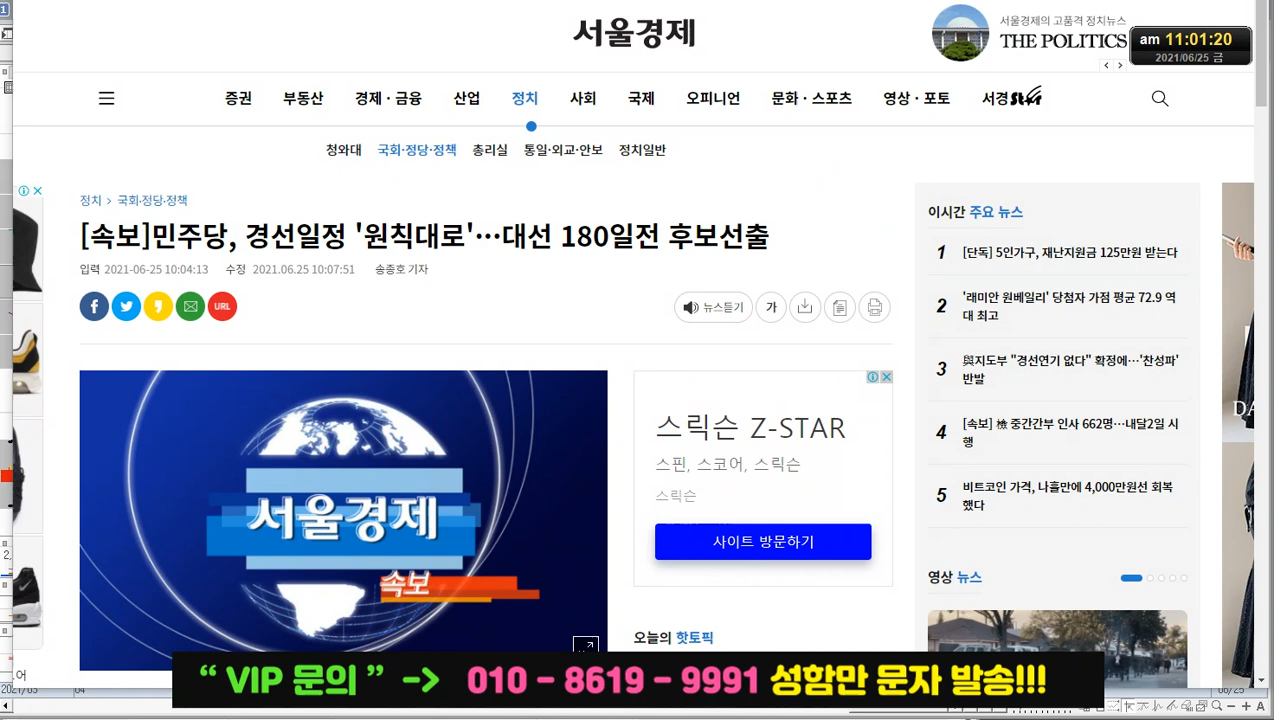 서울경제
서울경제의 고품격 정치뉴스
THE POLITICS
am 11:01:20
2021/06/25 금
증권 부동산 경제·금융 산업 정치 사회 국제 오피니언 문화·스포츠 영상·포토 서경Star
청와대 국회·정당·정책 총리실 통일·외교·안보 정치일반
정치 > 국회·정당·정책
[속보]민주당, 경선일정 '원칙대로'…대선 180일전 후보선출
입력 2021-06-25 10:04:13 수정 2021.06.25 10:07:51 송종호 기자
URL
뉴스듣기 가
서울경제
속보
스릭슨 Z-STAR
스핀, 스코어, 스릭슨
스릭슨
사이트 방문하기
오늘의 핫토픽
이시간 주요 뉴스
1 [단독] 5인가구, 재난지원금 125만원 받는다
2 '래미안 원베일리' 당첨자 가점 평균 72.9 역
대 최고
3 與지도부 "경선연기 없다" 확정에…'찬성파'
반발
4 [속보] 檢 중간간부 인사 662명…내달2일 시
행
5 비트코인 가격, 나흘만에 4,000만원선 회복
했다
영상 뉴스
DA
“ VIP 문의 ” -> 010 - 8619 - 9991 성함만 문자 발송!!!
04